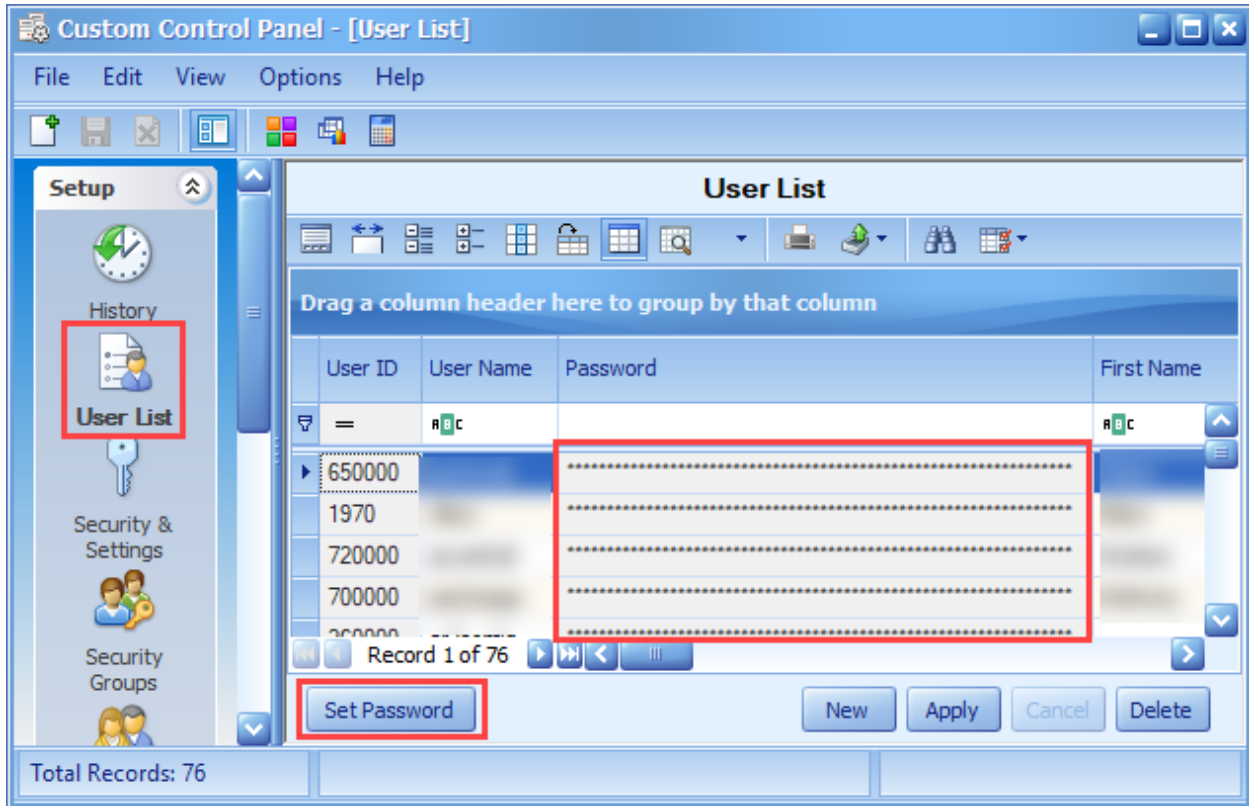 Custom Control Panel - [User List]
File Edit View Options Help
Setup
History
User List
Security &
Settings
Security
Groups
User List
Drag a column header here to group by that column
User ID User Name Password First Name
= ABC ABC
650000 ****************************************************************
1970 ****************************************************************
720000 ****************************************************************
700000 ****************************************************************
****************************************************************
Record 1 of 76
Set Password New Apply Cancel Delete
Total Records: 76